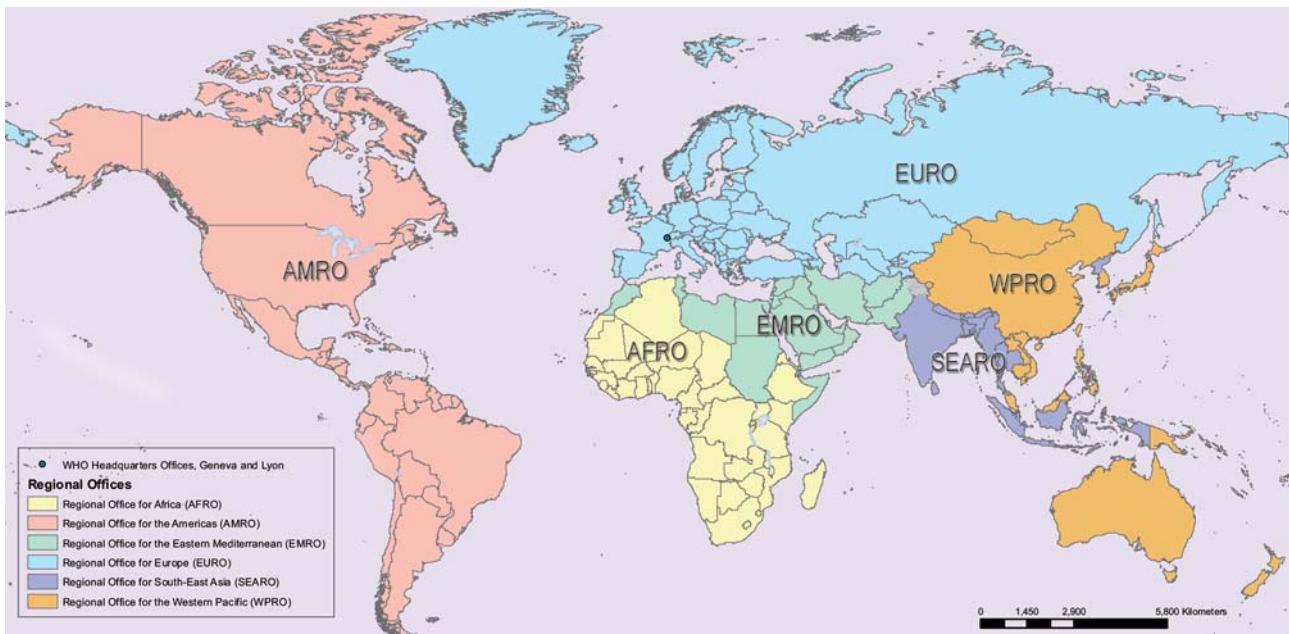 EURO
AMRO
WPRO
EMRO
AFRO
SEARO
WHO Headquarters Offices, Geneva and Lyon
Regional Offices
Regional Office for Africa (AFRO)
Regional Office for the Americas (AMRO)
Regional Office for the Eastern Mediterranean (EMRO)
Regional Office for Europe (EURO)
Regional Office for South-East Asia (SEARO)
Regional Office for the Western Pacific (WPRO)
0 1,450 2,900 5,800 Kilometers